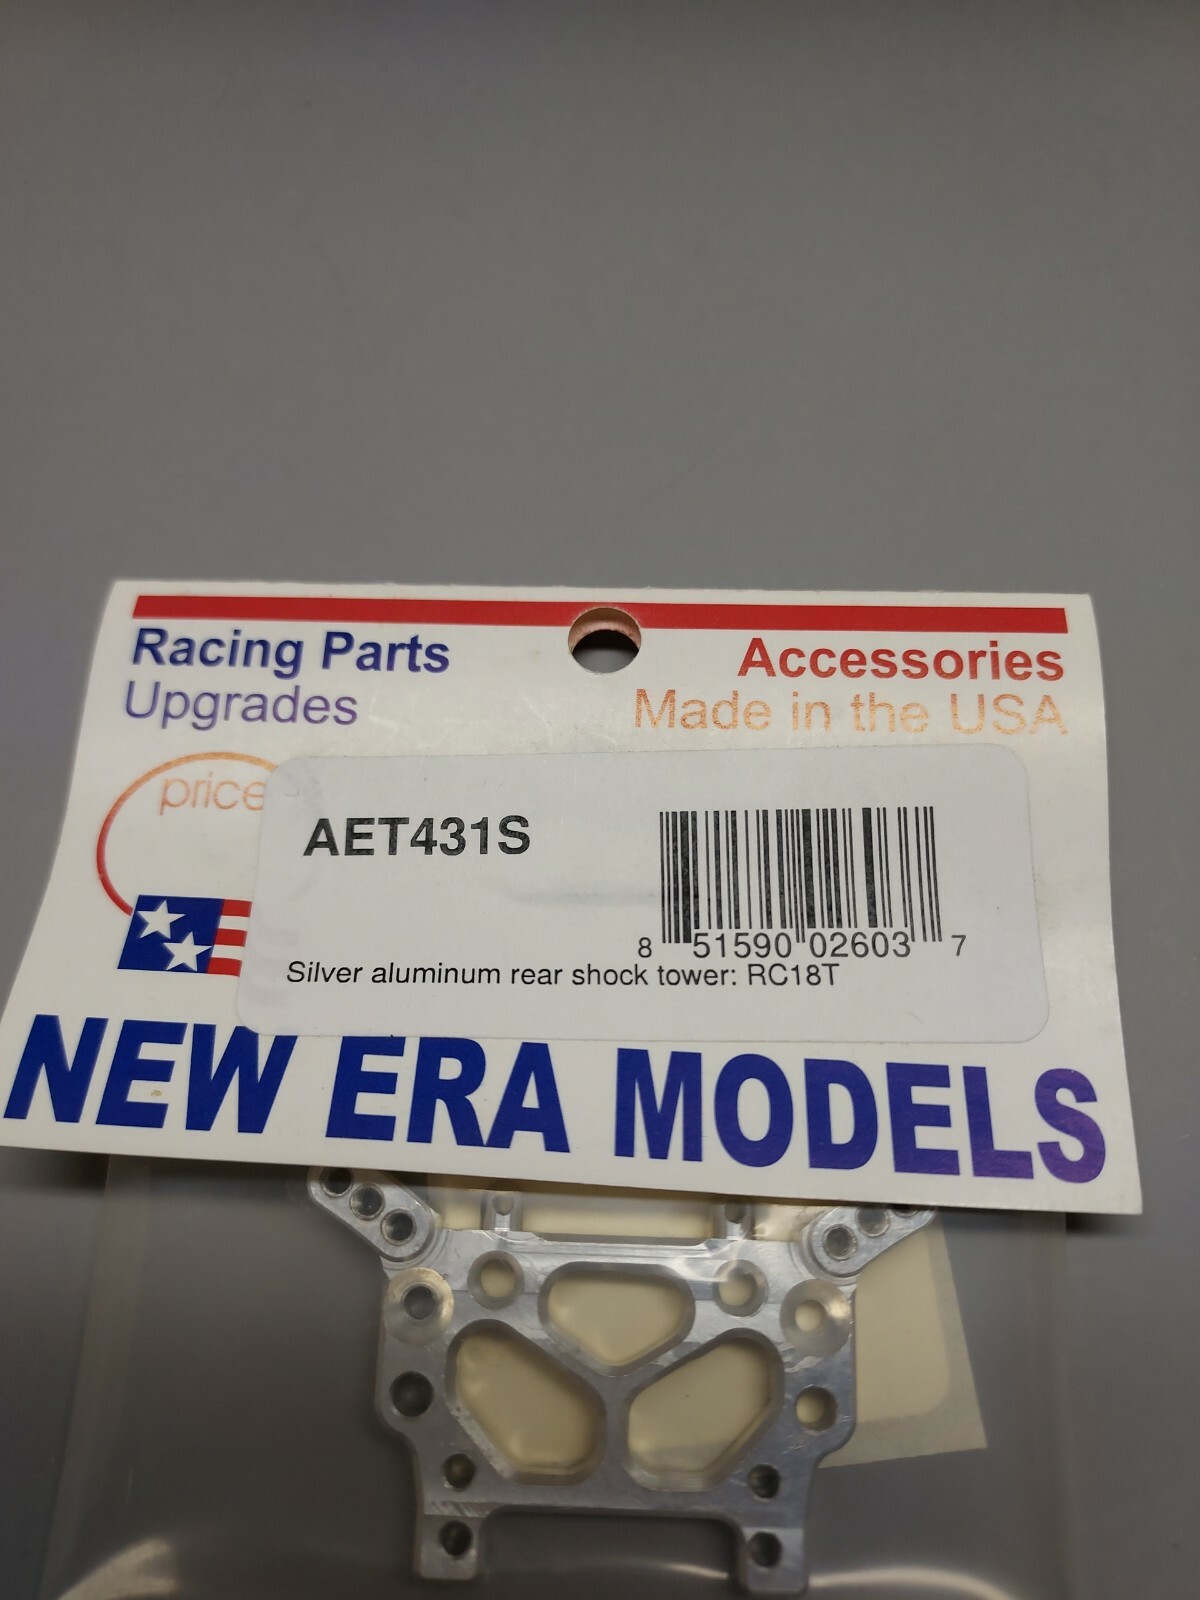 Racing Parts
Upgrades
Accessories
Made in the USA
price
AET431S
8 51590 02603 7
Silver aluminum rear shock tower: RC18T
NEW ERA MODELS